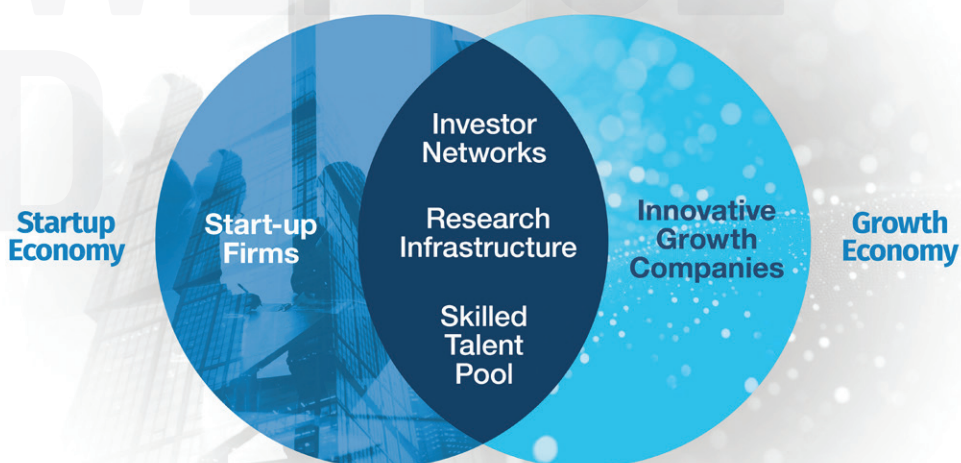 Startup
Economy
Start-up
Firms
Investor
Networks
Research
Infrastructure
Skilled
Talent
Pool
Innovative
Growth
Companies
Growth
Economy